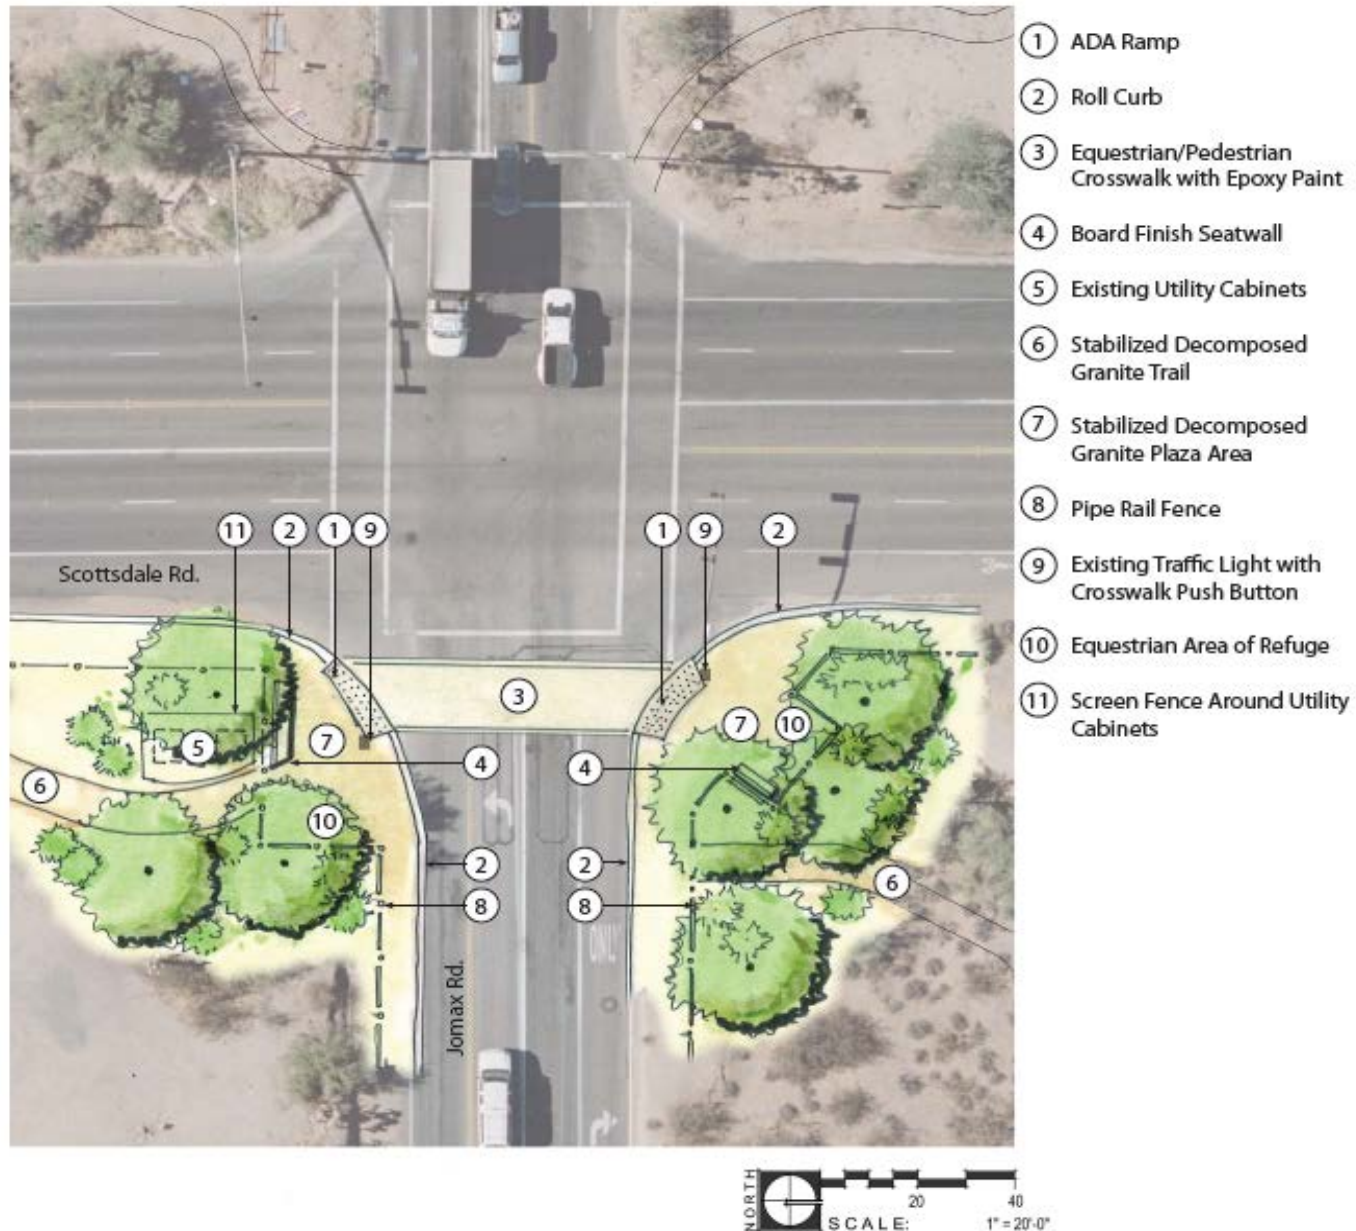 1 ADA Ramp
2 Roll Curb
3 Equestrian/Pedestrian
Crosswalk with Epoxy Paint
4 Board Finish Seatwall
5 Existing Utility Cabinets
6 Stabilized Decomposed
Granite Trail
7 Stabilized Decomposed
Granite Plaza Area
8 Pipe Rail Fence
9 Existing Traffic Light with
Crosswalk Push Button
10 Equestrian Area of Refuge
11 Screen Fence Around Utility
Cabinets
11 2 1 9 1 9 2
Scottsdale Rd.
3
5 7 7 10
4 4
6
10
2 2
6
8 8
Jomax Rd.
NORTH
20 40
SCALE: 1" = 20'-0"